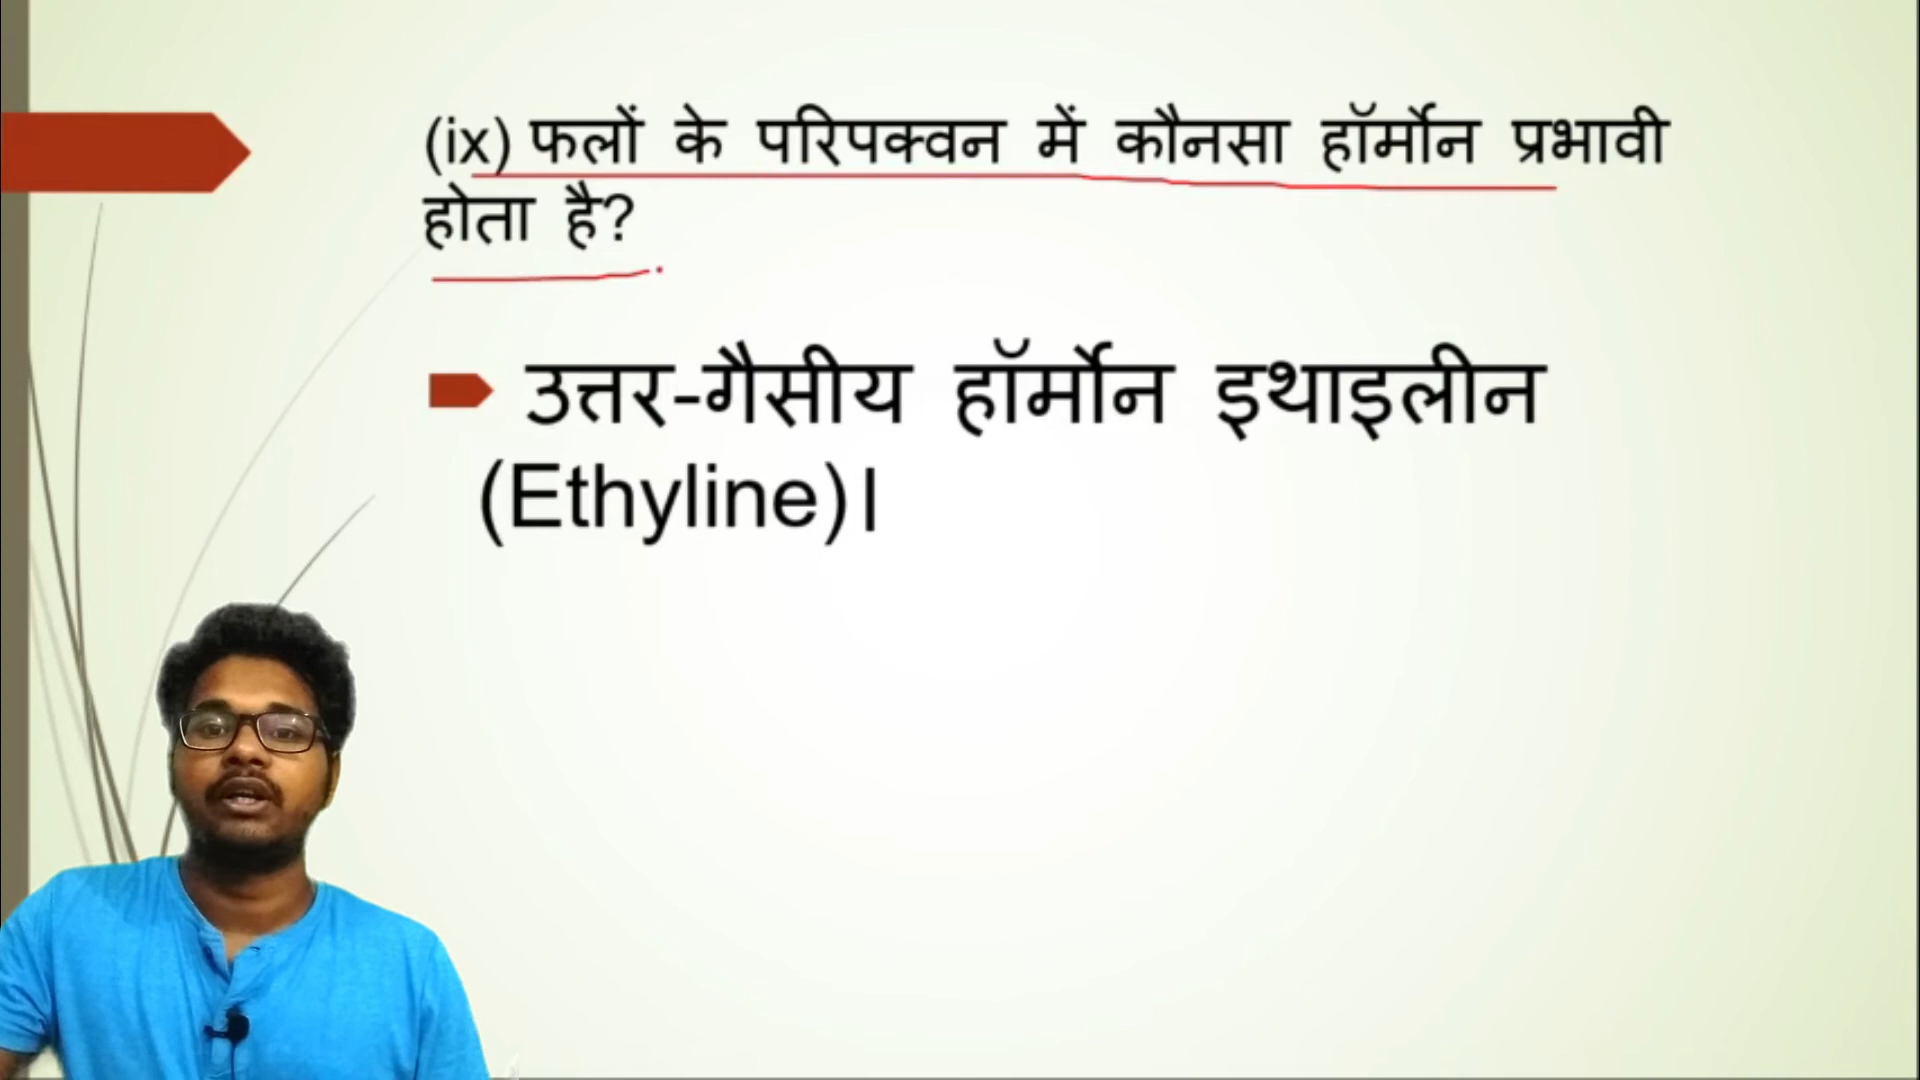 (ix) फलों के परिपक्वन में कौनसा हॉर्मोन प्रभावी
होता है?
उत्तर-गैसीय हॉर्मोन इथाइलीन
(Ethyline)।